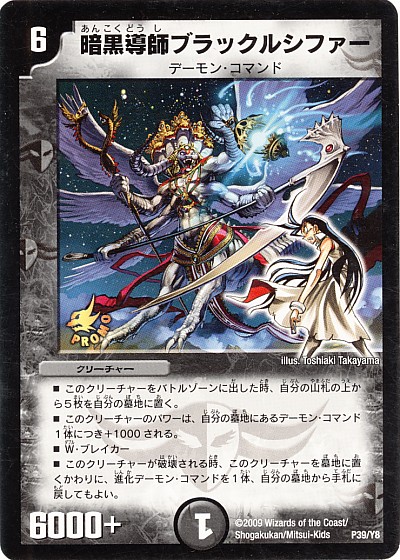 6
あんこくどうし
暗黒導師ブラックルシファー
デーモン・コマンド
PROMO
illus. Toshiaki Takayama
クリーチャー
■ このクリーチャーをバトルゾーンに出した時、自分の山札の上か
ら5枚を自分の墓地に置く。
■ このクリーチャーのパワーは、自分の墓地にあるデーモン・コマンド
1体につき+1000される。
■ W・ブレイカー
■ このクリーチャーが破壊される時、このクリーチャーを墓地に置
くかわりに、進化デーモン・コマンドを1体、自分の墓地から手札に
戻してもよい。
6000+
1
©2009 Wizards of the Coast/
Shogakukan/Mitsui-Kids
P39/Y8